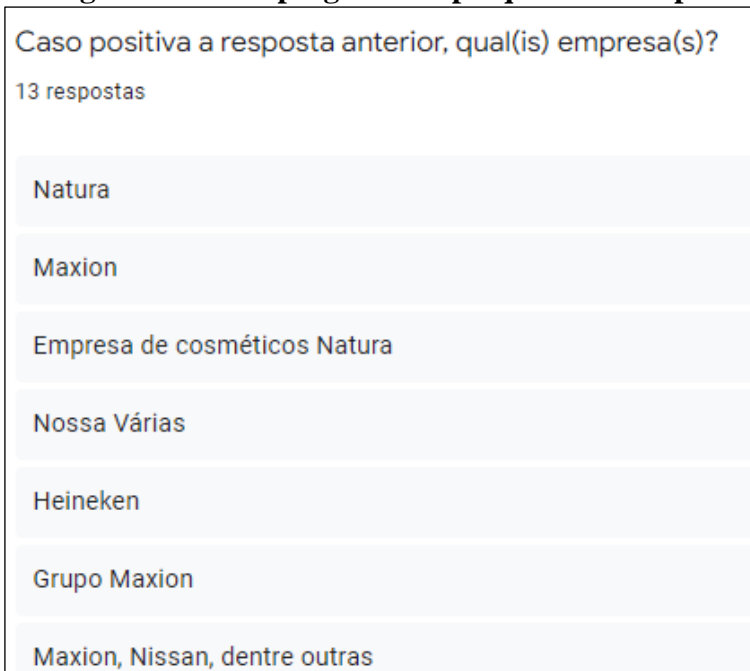 Caso positiva a resposta anterior, qual(is) empresa(s)?
13 respostas
Natura
Maxion
Empresa de cosméticos Natura
Nossa Várias
Heineken
Grupo Maxion
Maxion, Nissan, dentre outras